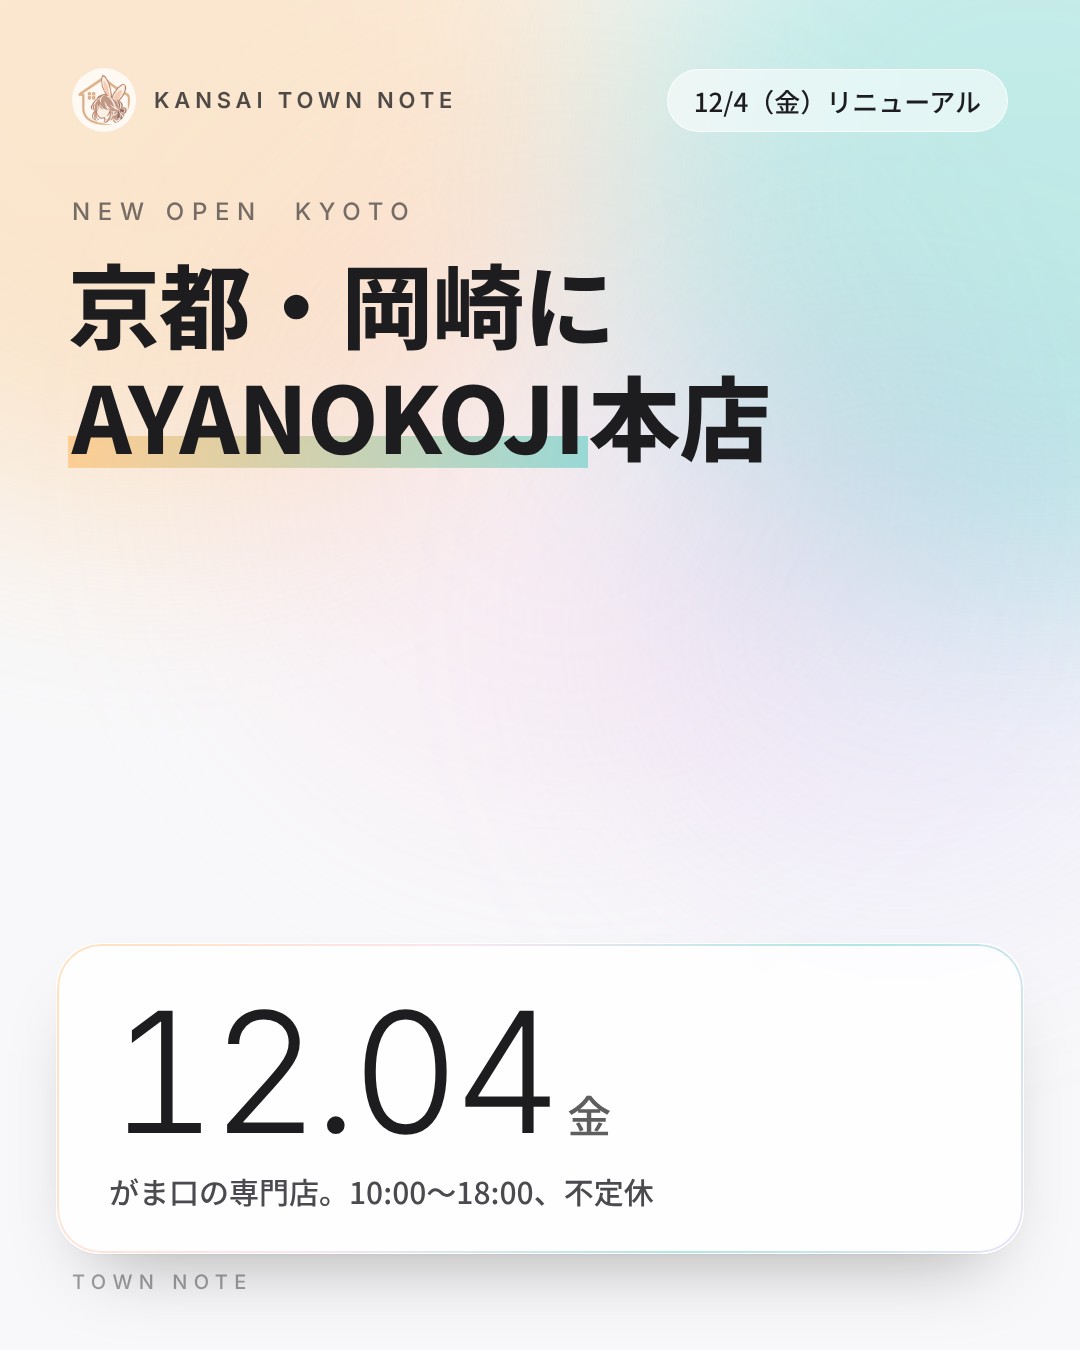 KANSAI TOWN NOTE
12/4（金）リニューアル
NEW OPEN KYOTO
京都・岡崎に
AYANOKOJI本店
12.04 金
がま口の専門店。10:00〜18:00、不定休
TOWN NOTE